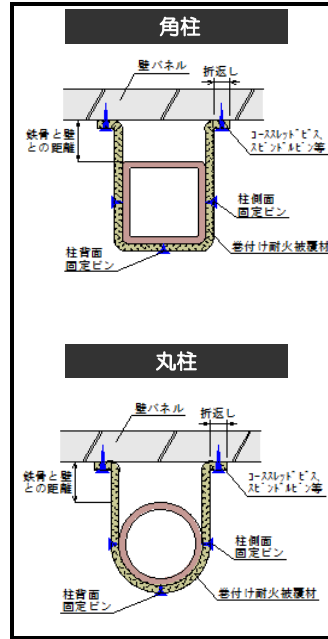 角柱
壁パネル
折返し
鉄骨と壁
との距離
コーススレッドビス,
スピンドルピン等
柱側面
固定ピン
柱背面
固定ピン
巻付け耐火被覆材
丸柱
壁パネル
折返し
鉄骨と壁
との距離
コーススレッドビス,
スピンドルピン等
柱側面
固定ピン
柱背面
固定ピン
巻付け耐火被覆材